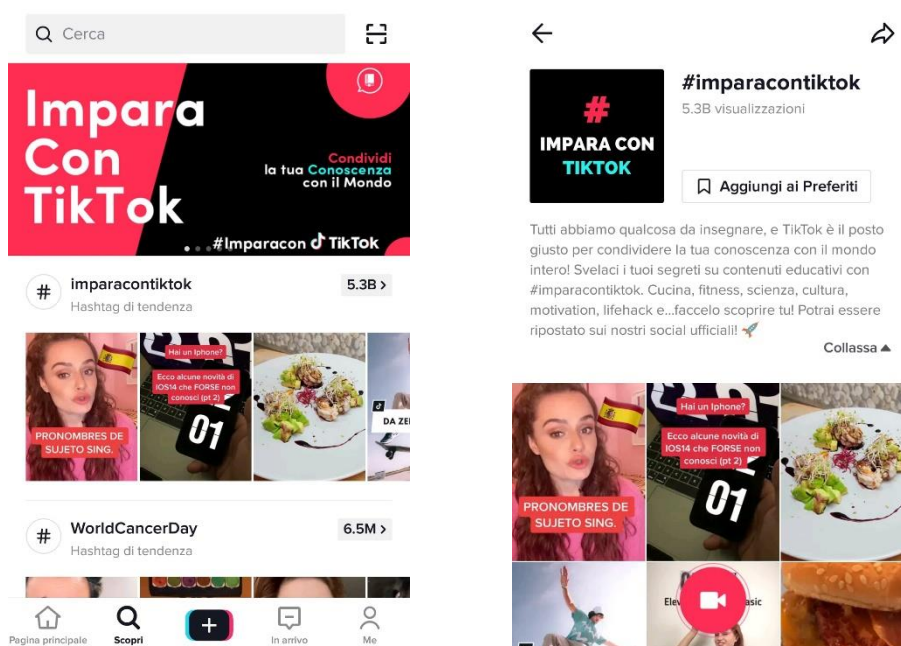 Cerca
Impara
Con
TikTok
Condividi
la tua Conoscenza
con il Mondo
#Imparacon TikTok
# imparacontiktok 5.3B >
Hashtag di tendenza
PRONOMBRES DE
SUJETO SING.
Hai un Iphone?
Ecco alcune novità di
IOS14 che FORSE non
conosci (pt 2)
01
DA ZE
# WorldCancerDay 6.5M >
Hashtag di tendenza
Pagina principale
Scopri
In arrivo
Me
#
IMPARA CON
TIKTOK
#imparacontiktok
5.3B visualizzazioni
Aggiungi ai Preferiti
Tutti abbiamo qualcosa da insegnare, e TikTok è il posto
giusto per condividere la tua conoscenza con il mondo
intero! Svelaci i tuoi segreti su contenuti educativi con
#imparacontiktok. Cucina, fitness, scienza, cultura,
motivation, lifehack e...faccelo scoprire tu! Potrai essere
ripostato sui nostri social ufficiali! 🚀
Collassa ▲
PRONOMBRES DE
SUJETO SING.
Hai un Iphone?
Ecco alcune novità di
IOS14 che FORSE non
conosci (pt 2)
01